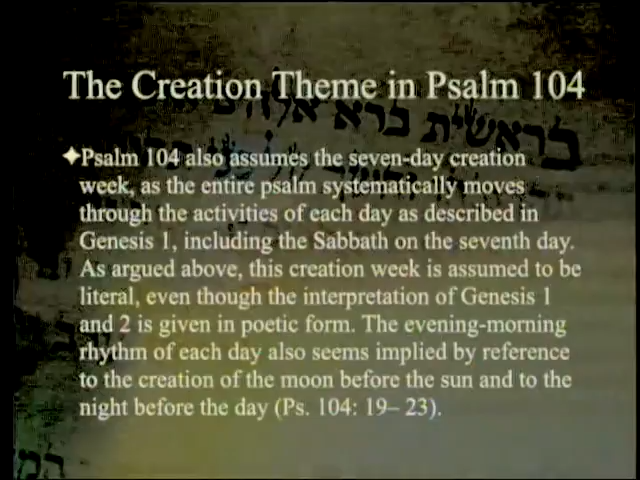 The Creation Theme in Psalm 104
בראשית ברא אלהים
✦Psalm 104 also assumes the seven-day creation
week, as the entire psalm systematically moves
through the activities of each day as described in
Genesis 1, including the Sabbath on the seventh day.
As argued above, this creation week is assumed to be
literal, even though the interpretation of Genesis 1
and 2 is given in poetic form. The evening-morning
rhythm of each day also seems implied by reference
to the creation of the moon before the sun and to the
night before the day (Ps. 104: 19– 23).